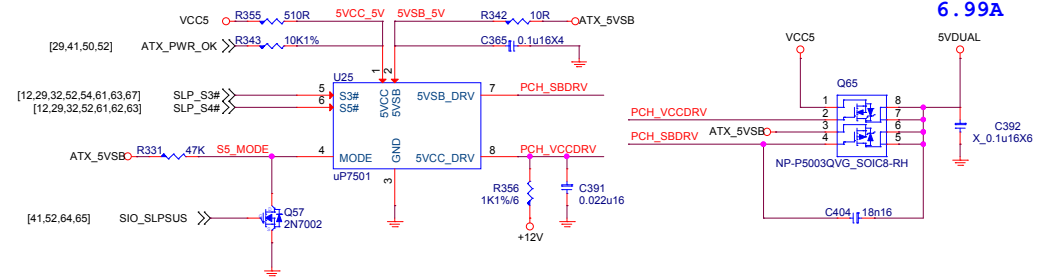 6.99A
VCC5 R355 510R 5VCC_5V 5VSB_5V R342 10R ATX_5VSB
VCC5 5VDUAL
[29,41,50,52] ATX_PWR_OK R343 10K1% C365 0.1u16X4
U25
1 2
Q65
[12,29,32,52,54,61,63,67] SLP_S3# 5 S3# 5VCC 5VSB 5VSB_DRV 7 PCH_SBDRV
[12,29,32,52,61,62,63] SLP_S4# 6 S5#
1 8
PCH_VCCDRV 2 7
ATX_5VSB 3 6
PCH_SBDRV 4 5
C392
X_0.1u16X6
ATX_5VSB R331 47K S5_MODE 4 MODE GND 5VCC_DRV 8 PCH_VCCDRV
NP-P5003QVG_SOIC8-RH
uP7501 3
R356
1K1%/6
C391
0.022u16
[41,52,64,65] SIO_SLPSUS Q57
2N7002
C404 18n16
+12V